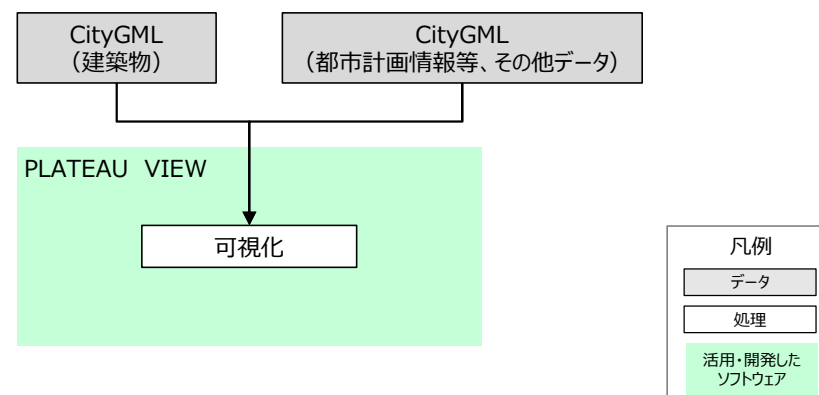 CityGML
（建築物）
CityGML
（都市計画情報等、その他データ）
PLATEAU VIEW
可視化
凡例
データ
処理
活用・開発した
ソフトウェア